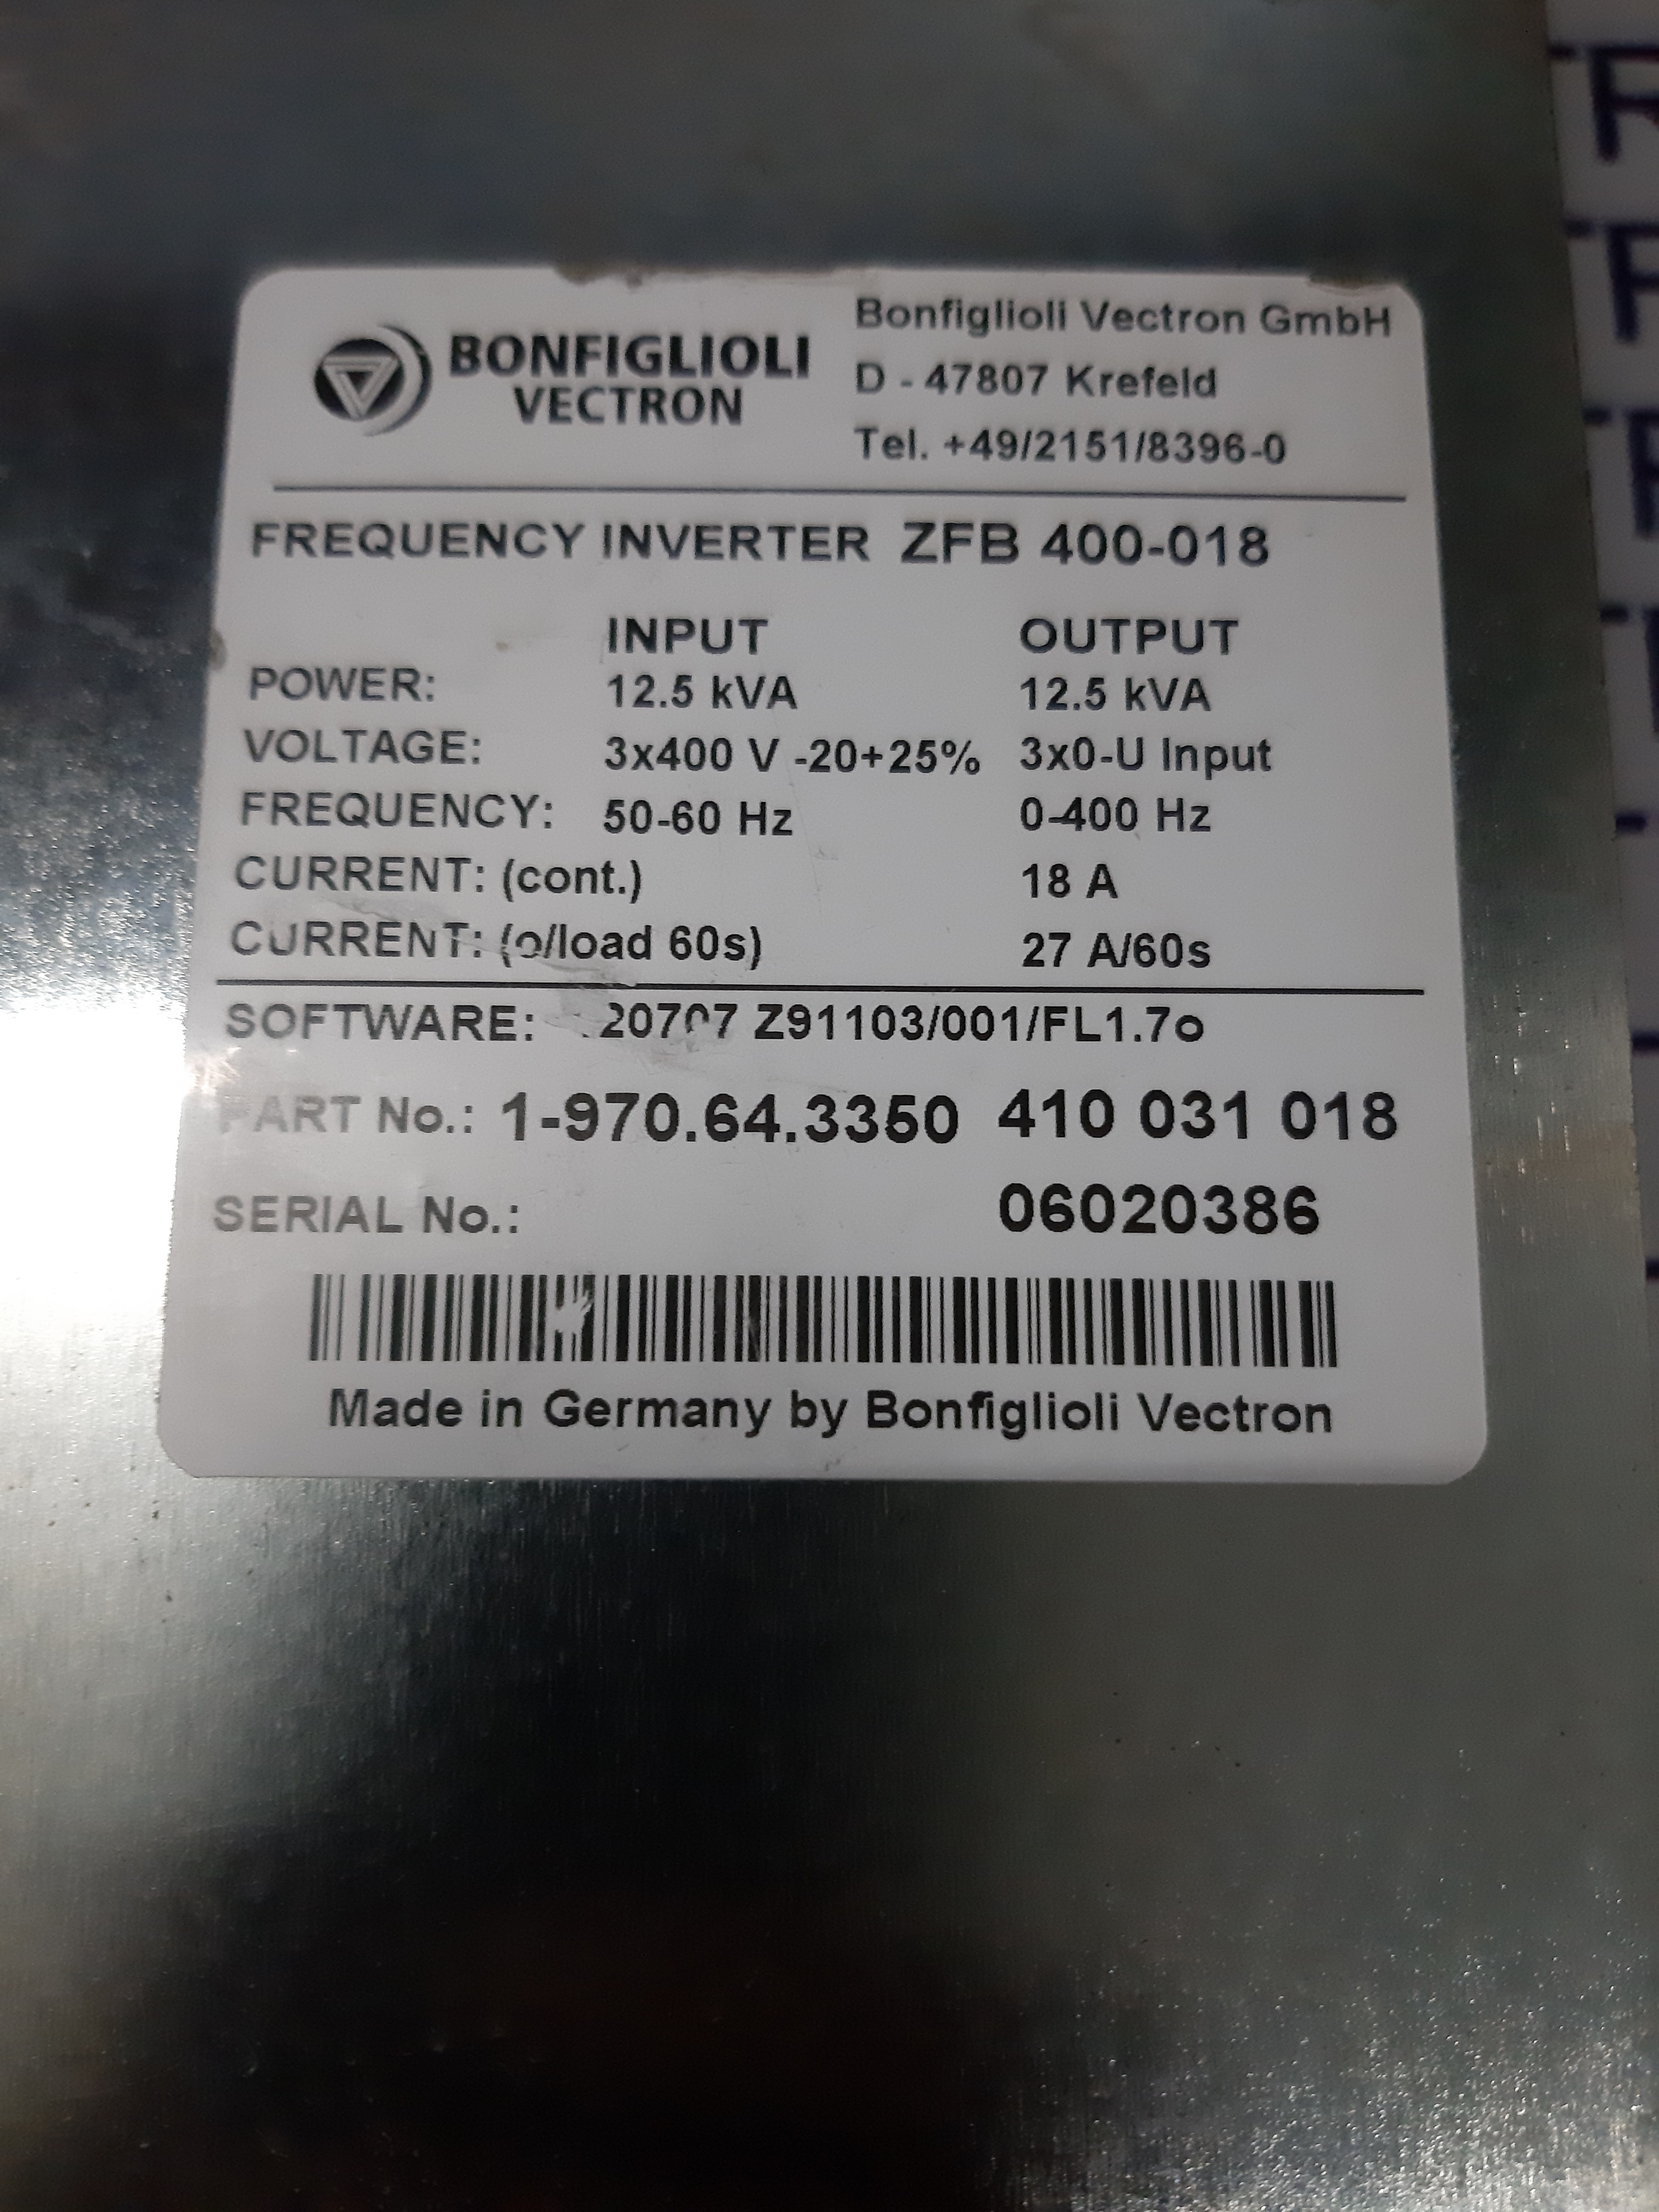 BONFIGLIOLI
VECTRON
Bonfiglioli Vectron GmbH
D - 47807 Krefeld
Tel. +49/2151/8396-0
FREQUENCY INVERTER ZFB 400-018
INPUT OUTPUT
POWER: 12.5 kVA 12.5 kVA
VOLTAGE: 3x400 V -20+25% 3x0-U Input
FREQUENCY: 50-60 Hz 0-400 Hz
CURRENT: (cont.) 18 A
CURRENT: (o/load 60s) 27 A/60s
SOFTWARE: Z91103/001/FL1.7o
PART No.: 1-970.64.3350 410 031 018
SERIAL No.: 06020386
Made in Germany by Bonfiglioli Vectron